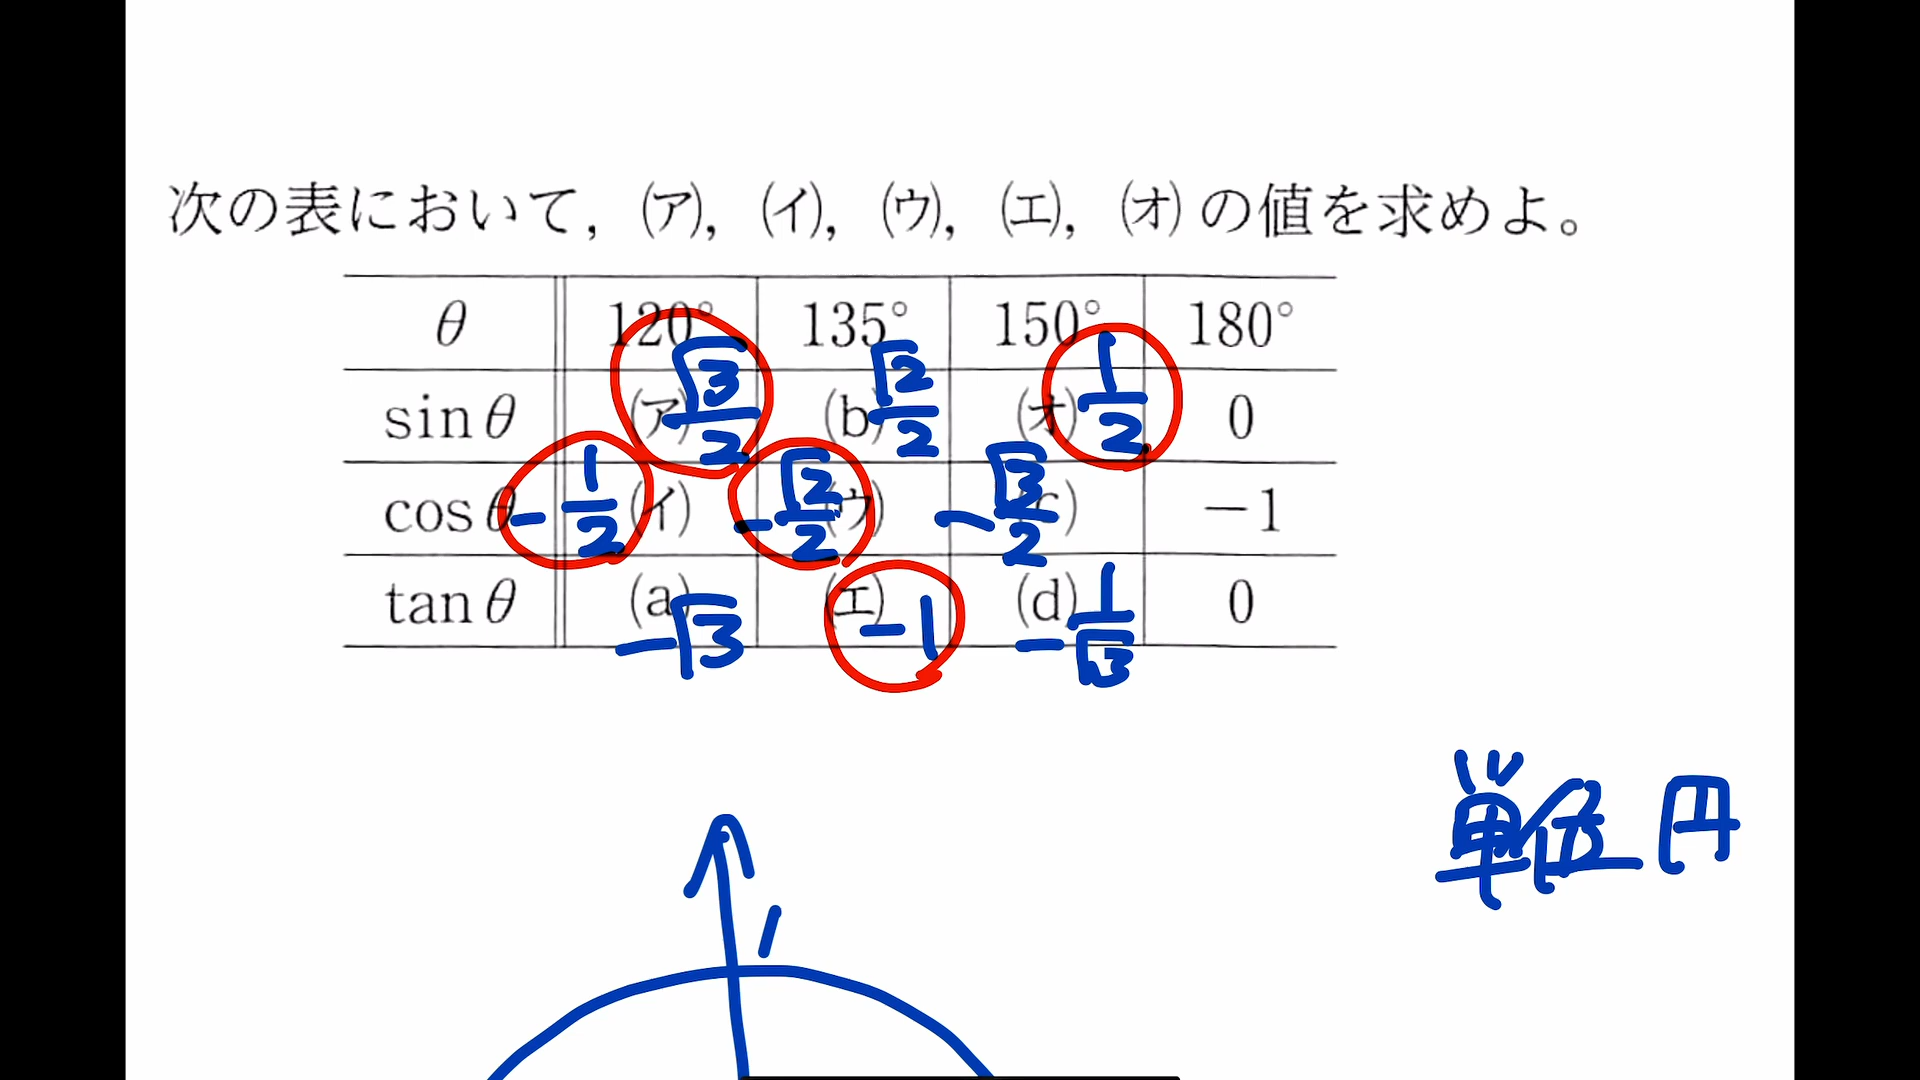 次の表において, (ア), (イ), (ウ), (エ), (オ) の値を求めよ。
θ 120° 135° 150° 180°
sin θ (ア) √3/2 (b) √2/2 (オ) 1/2 0
cos θ -1/2 (イ) -√2/2 (ウ) -√3/2 (c) -1
tan θ (a) -√3 (エ) -1 (d) -1/√3 0
単位円
1